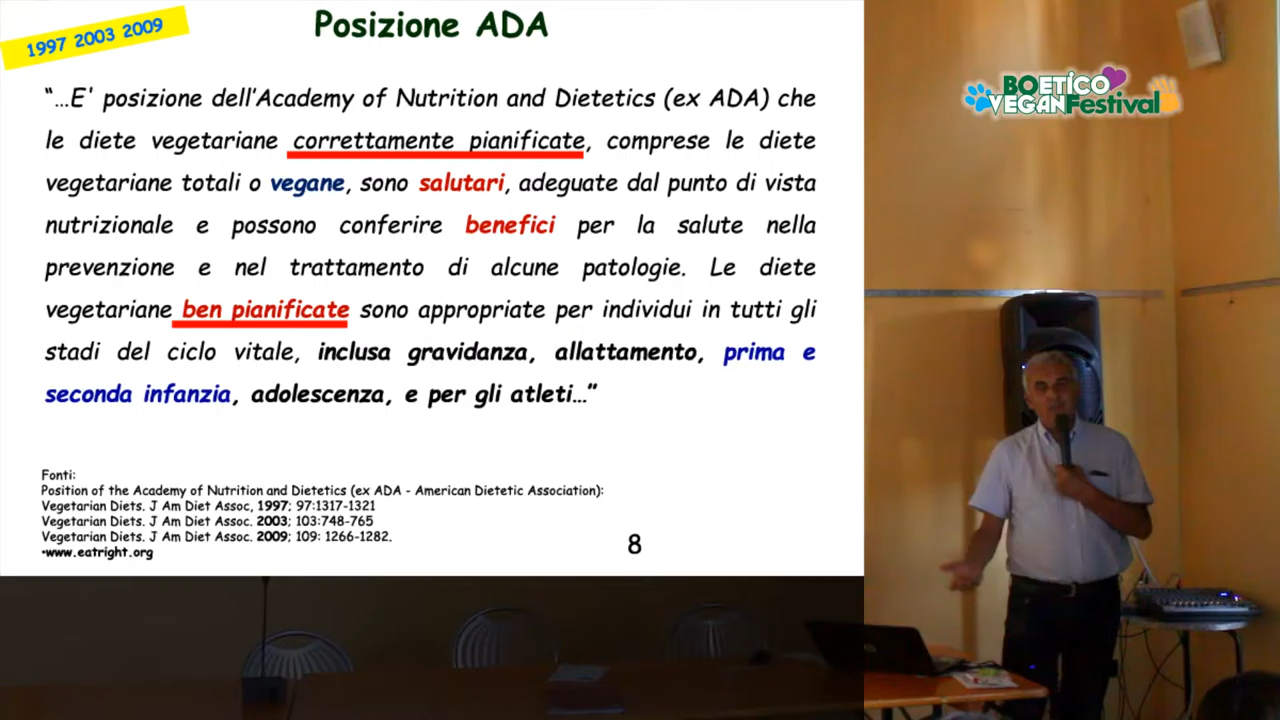 1997 2003 2009
Posizione ADA
“…E' posizione dell’Academy of Nutrition and Dietetics (ex ADA) che
le diete vegetariane correttamente pianificate, comprese le diete
vegetariane totali o vegane, sono salutari, adeguate dal punto di vista
nutrizionale e possono conferire benefici per la salute nella
prevenzione e nel trattamento di alcune patologie. Le diete
vegetariane ben pianificate sono appropriate per individui in tutti gli
stadi del ciclo vitale, inclusa gravidanza, allattamento, prima e
seconda infanzia, adolescenza, e per gli atleti…”
Fonti:
Position of the Academy of Nutrition and Dietetics (ex ADA - American Dietetic Association):
Vegetarian Diets. J Am Diet Assoc, 1997; 97:1317-1321
Vegetarian Diets. J Am Diet Assoc. 2003; 103:748-765
Vegetarian Diets. J Am Diet Assoc. 2009; 109: 1266-1282.
•www.eatright.org
8
BOETICO
VEGANFestival